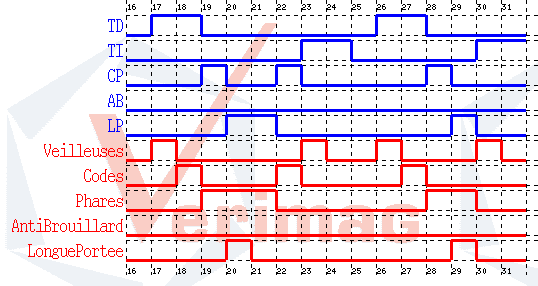 16 17 18 19 20 21 22 23 24 25 26 27 28 29 30 31
TD
TI
CP
AB
LP
Veilleuses
Codes
Phares
AntiBrouillard
LonguePortee
Verimag
16 17 18 19 20 21 22 23 24 25 26 27 28 29 30 31